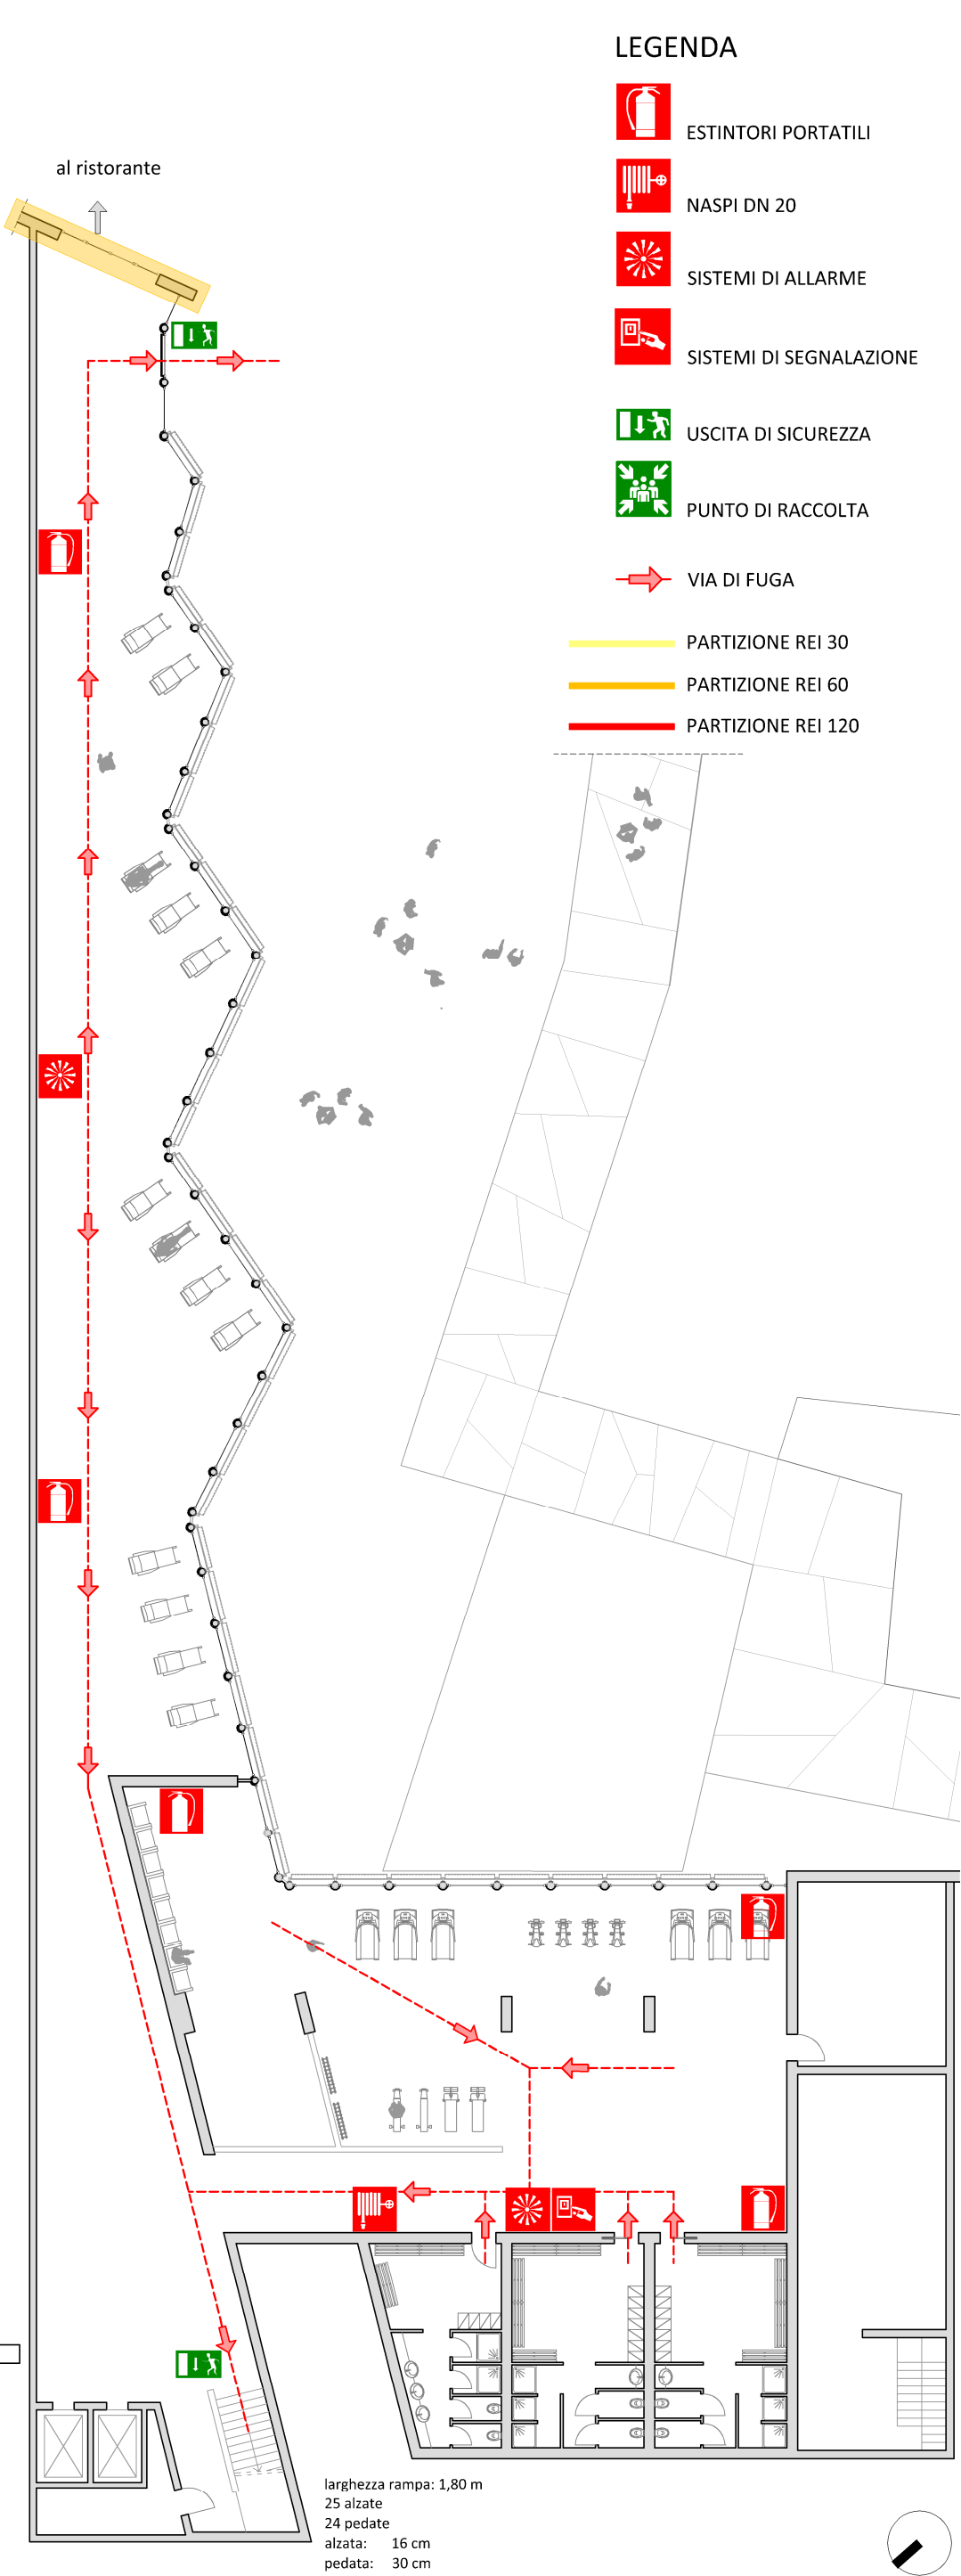 LEGENDA
ESTINTORI PORTATILI
al ristorante
NASPI DN 20
SISTEMI DI ALLARME
SISTEMI DI SEGNALAZIONE
USCITA DI SICUREZZA
PUNTO DI RACCOLTA
VIA DI FUGA
PARTIZIONE REI 30
PARTIZIONE REI 60
PARTIZIONE REI 120
larghezza rampa: 1,80 m
25 alzate
24 pedate
alzata: 16 cm
pedata: 30 cm